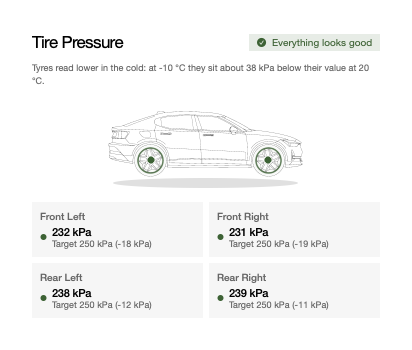 Tire Pressure
Everything looks good
Tyres read lower in the cold: at -10 °C they sit about 38 kPa below their value at 20
°C.
Front Left
232 kPa
Target 250 kPa (-18 kPa)
Front Right
231 kPa
Target 250 kPa (-19 kPa)
Rear Left
238 kPa
Target 250 kPa (-12 kPa)
Rear Right
239 kPa
Target 250 kPa (-11 kPa)